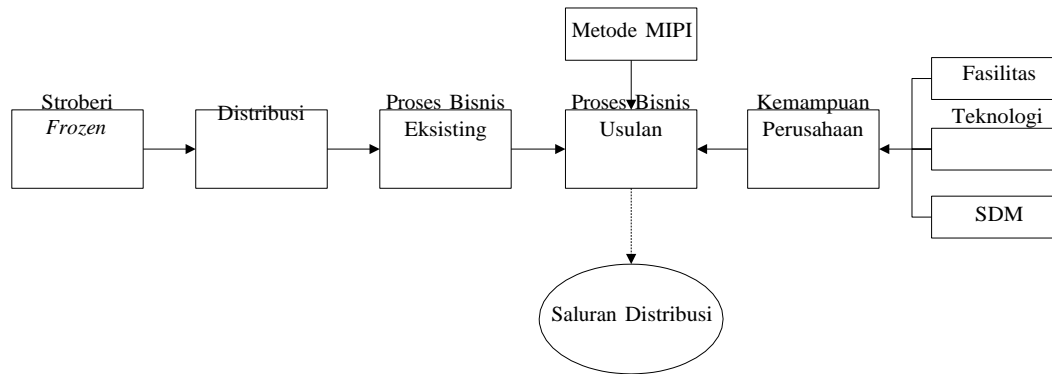 Metode MIPI
Stroberi
Frozen
Distribusi
Proses Bisnis
Eksisting
Proses Bisnis
Usulan
Kemampuan
Perusahaan
Fasilitas
Teknologi
SDM
Saluran Distribusi